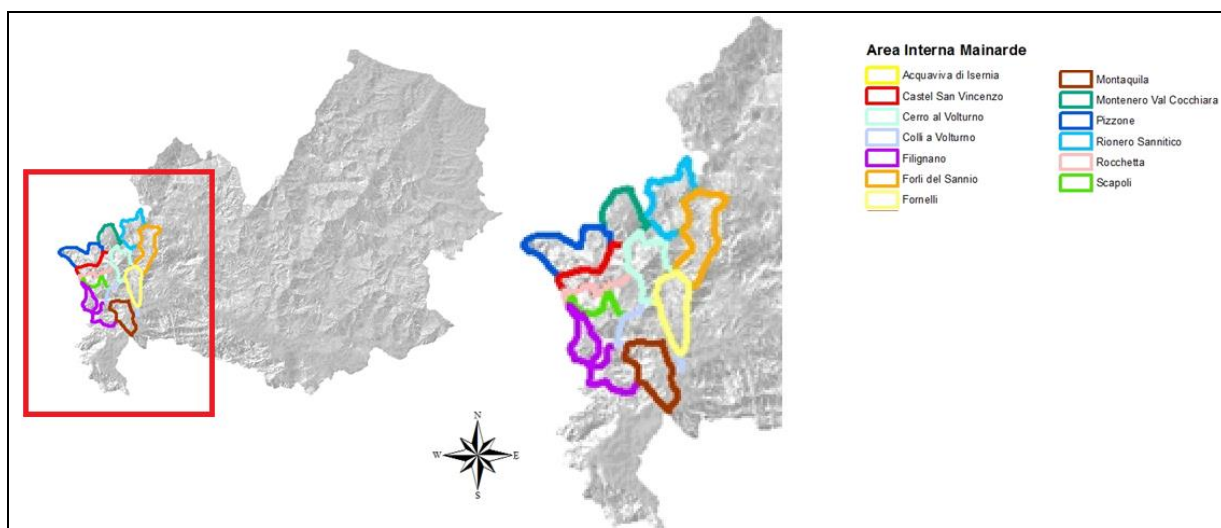 Area Interna Mainarde
Acquaviva di Isernia
Castel San Vincenzo
Cerro al Volturno
Colli a Volturno
Filignano
Forli del Sannio
Fornelli
Montaquila
Montenero Val Cocchiara
Pizzone
Rionero Sannitico
Rocchetta
Scapoli
N
W E
S